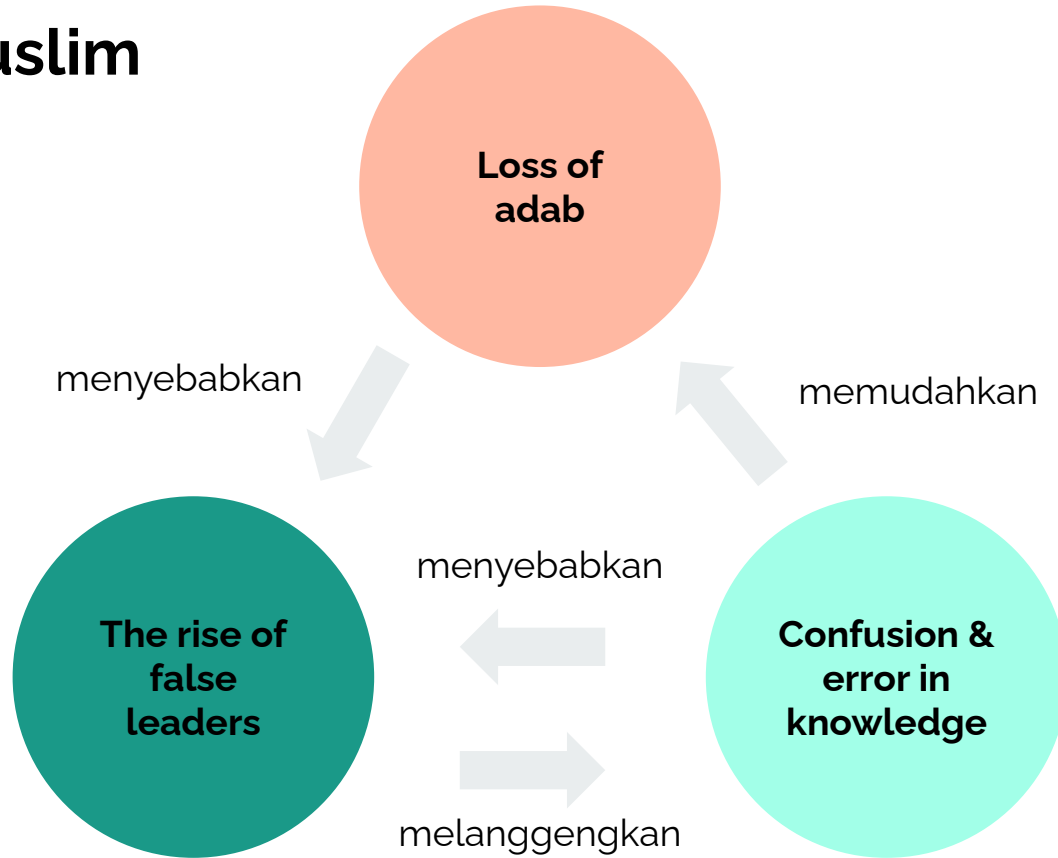 uslim
Loss of
adab
menyebabkan
memudahkan
menyebabkan
The rise of
false
leaders
Confusion &
error in
knowledge
melanggengkan